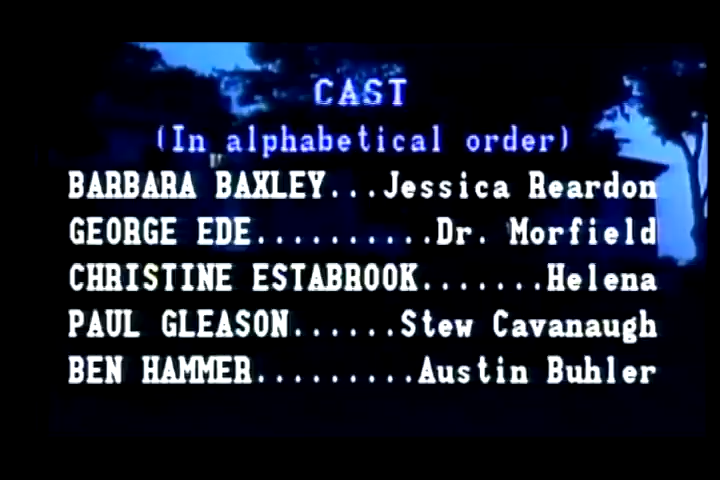 CAST
(In alphabetical order)
BARBARA BAXLEY...Jessica Reardon
GEORGE EDE..........Dr. Morfield
CHRISTINE ESTABROOK.......Helena
PAUL GLEASON......Stew Cavanaugh
BEN HAMMER.........Austin Buhler